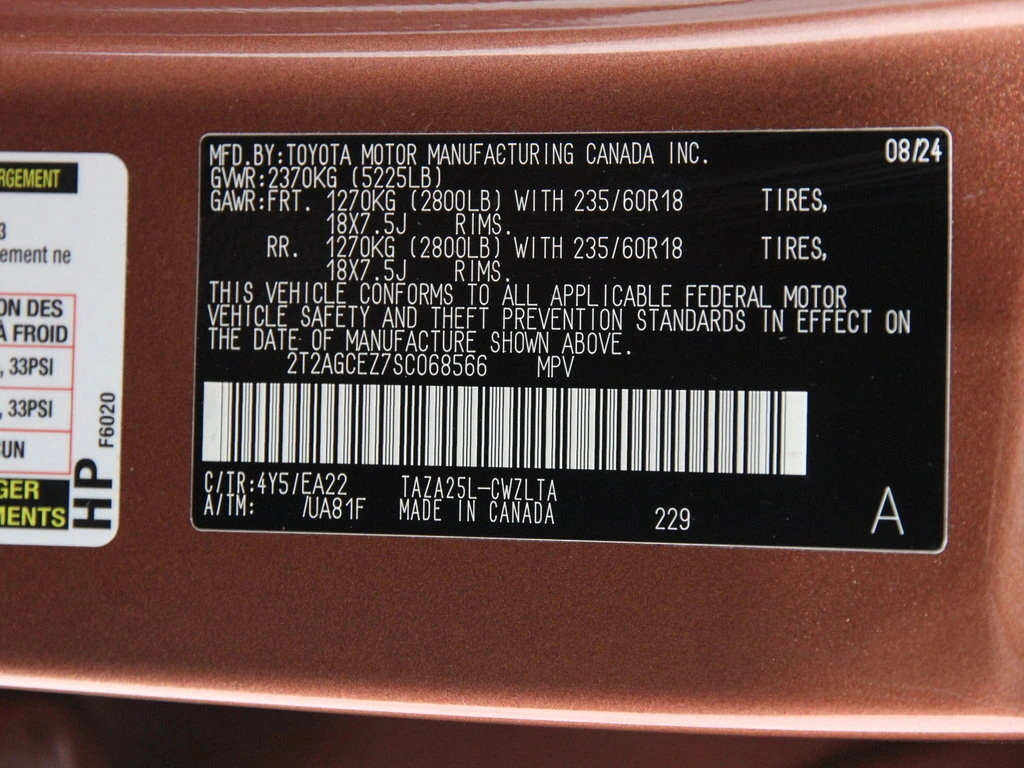 RGEMENT
3
ement ne
ON DES
À FROID
, 33PSI
, 33PSI
UN
GER
MENTS
HP F6020
MFD.BY:TOYOTA MOTOR MANUFACTURING CANADA INC. 08/24
GVWR:2370KG (5225LB)
GAWR:FRT. 1270KG (2800LB) WITH 235/60R18 TIRES,
18X7.5J RIMS.
RR. 1270KG (2800LB) WITH 235/60R18 TIRES,
18X7.5J RIMS.
THIS VEHICLE CONFORMS TO ALL APPLICABLE FEDERAL MOTOR
VEHICLE SAFETY AND THEFT PREVENTION STANDARDS IN EFFECT ON
THE DATE OF MANUFACTURE SHOWN ABOVE.
2T2AGCEZ7SC068566 MPV
C/TR:4Y5/EA22 TAZA25L-CWZLTA
A/TM: /UA81F MADE IN CANADA 229 A